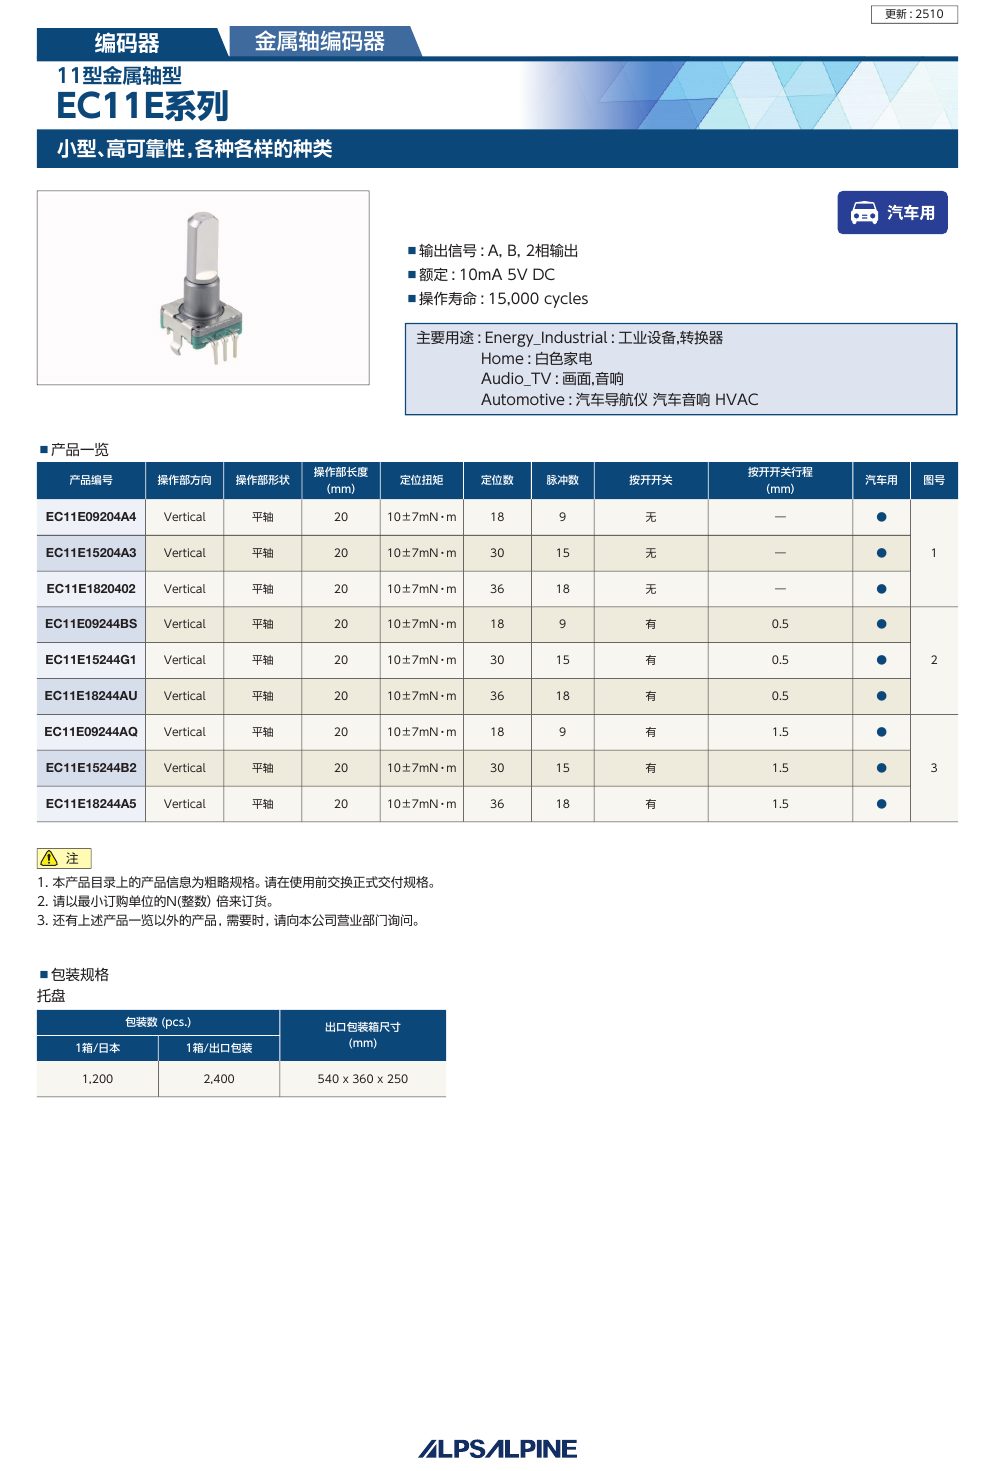 更新 : 2510
编码器
金属轴编码器
11型金属轴型
EC11E系列
小型、高可靠性，各种各样的种类
汽车用
■ 输出信号 : A, B, 2相输出
■ 额定 : 10mA 5V DC
■ 操作寿命 : 15,000 cycles
主要用途 : Energy_Industrial : 工业设备,转换器
Home : 白色家电
Audio_TV : 画面,音响
Automotive : 汽车导航仪 汽车音响 HVAC
■ 产品一览
产品编号 操作部方向 操作部形状 操作部长度 (mm) 定位扭矩 定位数 脉冲数 按开开关 按开开关行程 (mm) 汽车用 图号
EC11E09204A4 Vertical 平轴 20 10±7mN・m 18 9 无 — ● 1
EC11E15204A3 Vertical 平轴 20 10±7mN・m 30 15 无 — ●
EC11E1820402 Vertical 平轴 20 10±7mN・m 36 18 无 — ●
EC11E09244BS Vertical 平轴 20 10±7mN・m 18 9 有 0.5 ● 2
EC11E15244G1 Vertical 平轴 20 10±7mN・m 30 15 有 0.5 ●
EC11E18244AU Vertical 平轴 20 10±7mN・m 36 18 有 0.5 ●
EC11E09244AQ Vertical 平轴 20 10±7mN・m 18 9 有 1.5 ● 3
EC11E15244B2 Vertical 平轴 20 10±7mN・m 30 15 有 1.5 ●
EC11E18244A5 Vertical 平轴 20 10±7mN・m 36 18 有 1.5 ●
注
1. 本产品目录上的产品信息为粗略规格。请在使用前交换正式交付规格。
2. 请以最小订购单位的N(整数) 倍来订货。
3. 还有上述产品一览以外的产品, 需要时, 请向本公司营业部门询问。
■ 包装规格
托盘
包装数 (pcs.) 出口包装箱尺寸 (mm)
1箱/日本 1箱/出口包装
1,200 2,400 540 x 360 x 250
ALPSALPINE